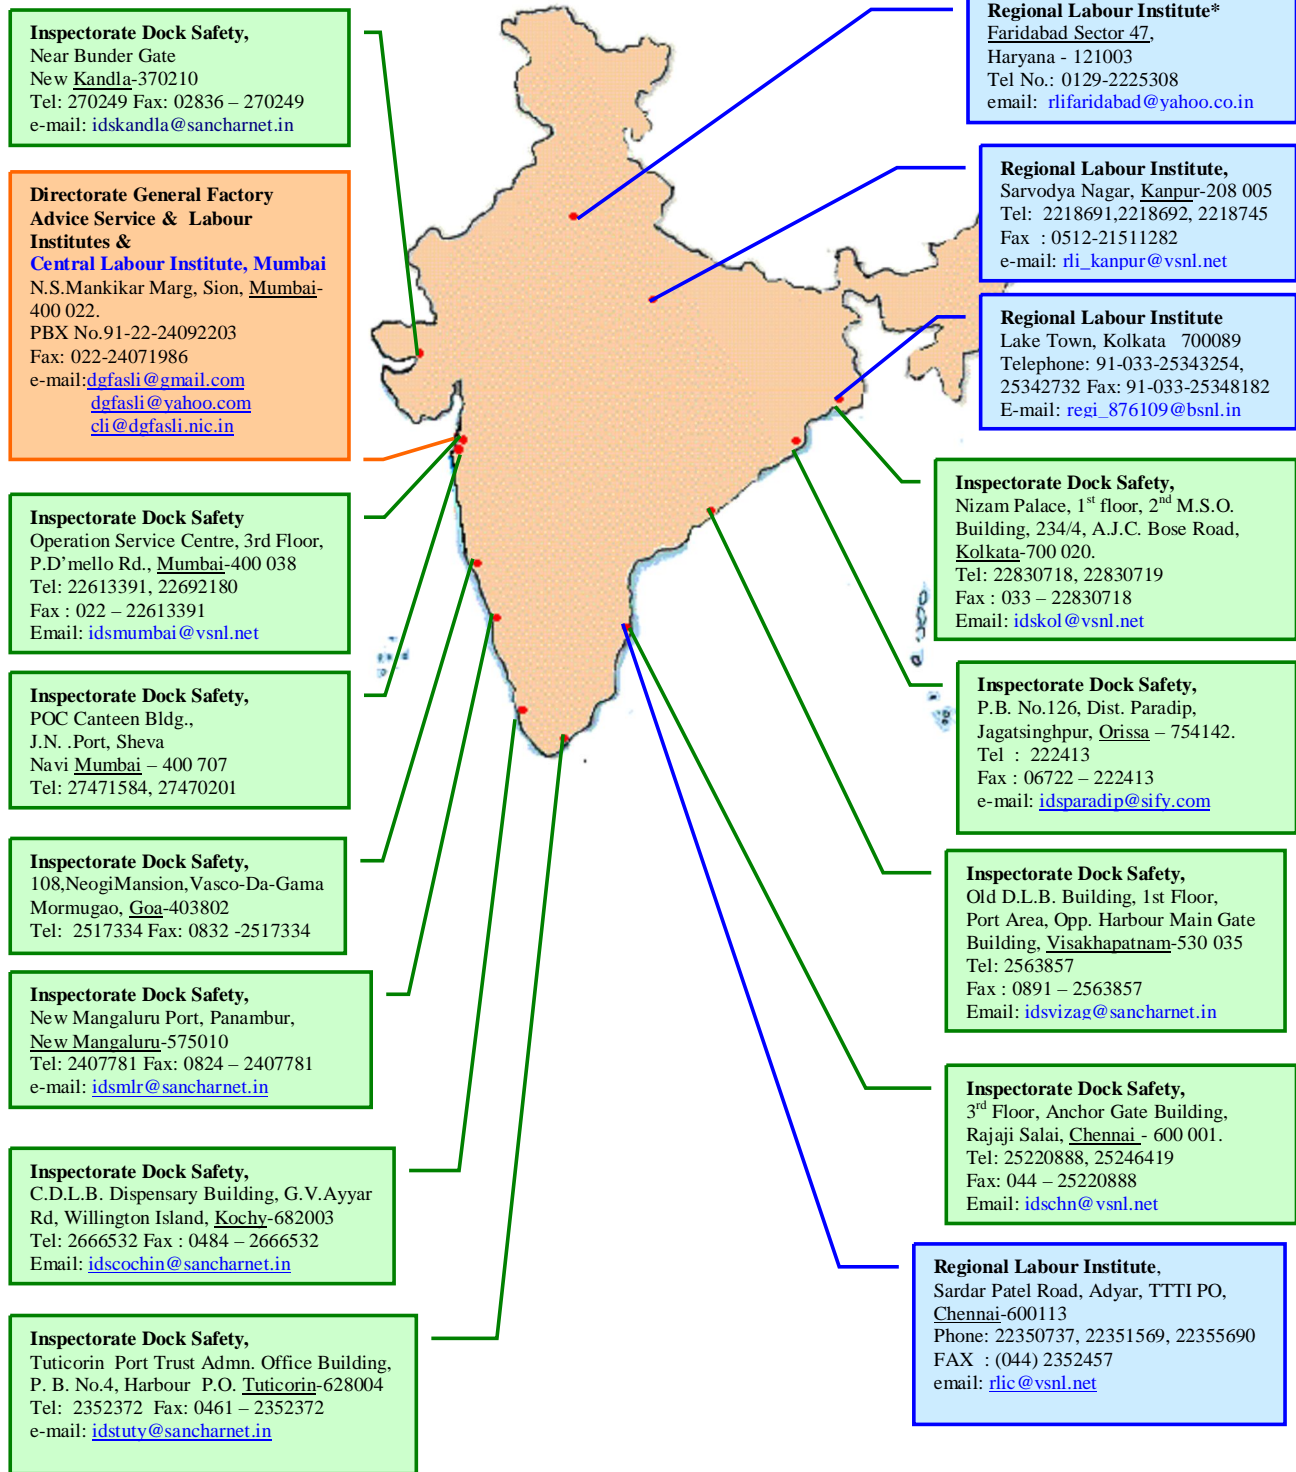 Inspectorate Dock Safety,
Near Bunder Gate
New Kandla-370210
Tel: 270249 Fax: 02836 – 270249
e-mail: idskandla@sancharnet.in
Directorate General Factory
Advice Service &  Labour
Institutes &
Central Labour Institute, Mumbai
N.S.Mankikar Marg, Sion, Mumbai-
400 022.
PBX No.91-22-24092203
Fax: 022-24071986
e-mail:dgfasli@gmail.com
dgfasli@yahoo.com
cli@dgfasli.nic.in
Inspectorate Dock Safety
Operation Service Centre, 3rd Floor,
P.D’mello Rd., Mumbai-400 038
Tel: 22613391, 22692180
Fax : 022 – 22613391
Email: idsmumbai@vsnl.net
Inspectorate Dock Safety,
POC Canteen Bldg.,
J.N. .Port, Sheva
Navi Mumbai – 400 707
Tel: 27471584, 27470201
Inspectorate Dock Safety,
108,NeogiMansion,Vasco-Da-Gama
Mormugao, Goa-403802
Tel:  2517334 Fax: 0832 -2517334
Inspectorate Dock Safety,
New Mangaluru Port, Panambur,
New Mangaluru-575010
Tel: 2407781 Fax: 0824 – 2407781
e-mail: idsmlr@sancharnet.in
Inspectorate Dock Safety,
C.D.L.B. Dispensary Building, G.V.Ayyar
Rd, Willington Island, Kochy-682003
Tel: 2666532 Fax : 0484 – 2666532
Email: idscochin@sancharnet.in
Inspectorate Dock Safety,
Tuticorin  Port Trust Admn. Office Building,
P. B. No.4, Harbour  P.O. Tuticorin-628004
Tel:  2352372  Fax: 0461 – 2352372
e-mail: idstuty@sancharnet.in
Regional Labour Institute*
Faridabad Sector 47,
Haryana - 121003
Tel No.: 0129-2225308
email:  rlifaridabad@yahoo.co.in
Regional Labour Institute,
Sarvodya Nagar, Kanpur-208 005
Tel:  2218691,2218692, 2218745
Fax  : 0512-21511282
e-mail: rli_kanpur@vsnl.net
Regional Labour Institute
Lake Town, Kolkata   700089
Telephone: 91-033-25343254,
25342732 Fax: 91-033-25348182
E-mail: regi_876109@bsnl.in
Inspectorate Dock Safety,
Nizam Palace, 1st floor, 2nd M.S.O.
Building, 234/4, A.J.C. Bose Road,
Kolkata-700 020.
Tel: 22830718, 22830719
Fax : 033 – 22830718
Email: idskol@vsnl.net
Inspectorate Dock Safety,
P.B. No.126, Dist. Paradip,
Jagatsinghpur, Orissa – 754142.
Tel  :  222413
Fax : 06722 – 222413
e-mail: idsparadip@sify.com
Inspectorate Dock Safety,
Old D.L.B. Building, 1st Floor,
Port Area, Opp. Harbour Main Gate
Building, Visakhapatnam-530 035
Tel: 2563857
Fax : 0891 – 2563857
Email: idsvizag@sancharnet.in
Inspectorate Dock Safety,
3rd Floor, Anchor Gate Building,
Rajaji Salai, Chennai - 600 001.
Tel: 25220888, 25246419
Fax: 044 – 25220888
Email: idschn@vsnl.net
Regional Labour Institute,
Sardar Patel Road, Adyar, TTTI PO,
Chennai-600113
Phone: 22350737, 22351569, 22355690
FAX  : (044) 2352457
email: rlic@vsnl.net